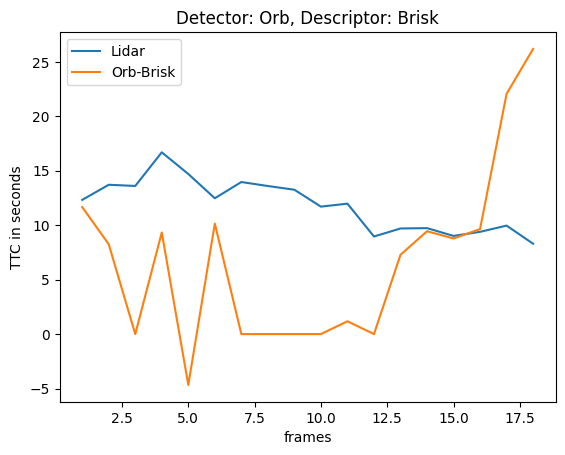 Detector: Orb, Descriptor: Brisk
Lidar
Orb-Brisk
TTC in seconds
25
20
15
10
5
0
−5
2.5 5.0 7.5 10.0 12.5 15.0 17.5
frames